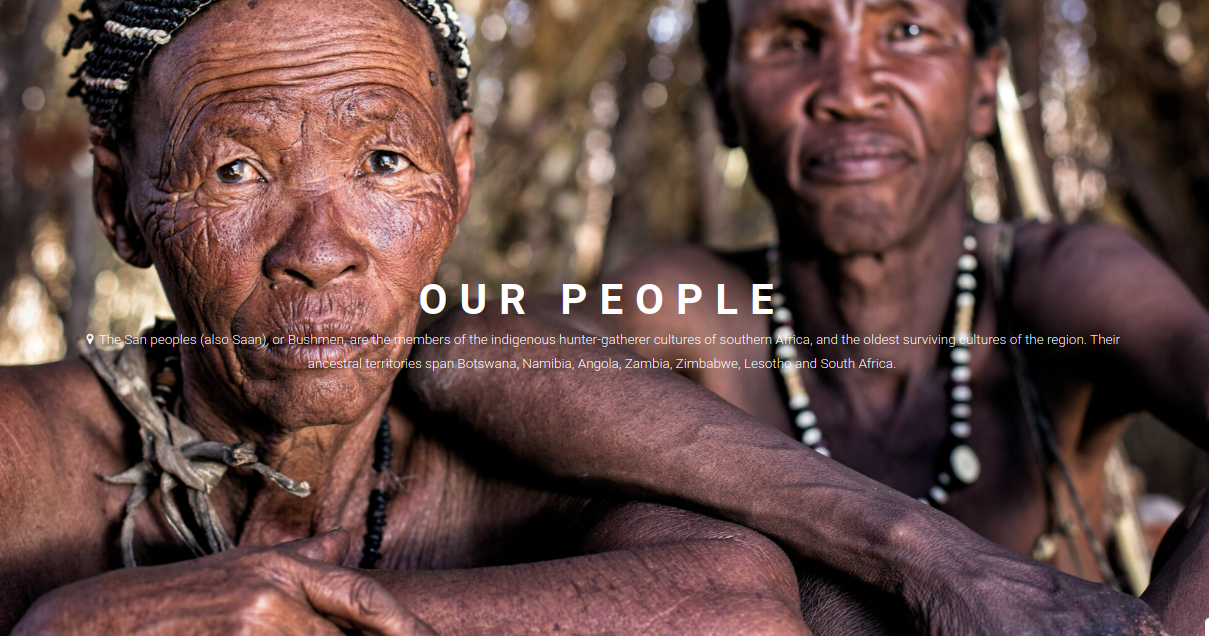 OUR PEOPLE
The San peoples (also Saan), or Bushmen, are the members of the indigenous hunter-gatherer cultures of southern Africa, and the oldest surviving cultures of the region. Their
ancestral territories span Botswana, Namibia, Angola, Zambia, Zimbabwe, Lesotho and South Africa.